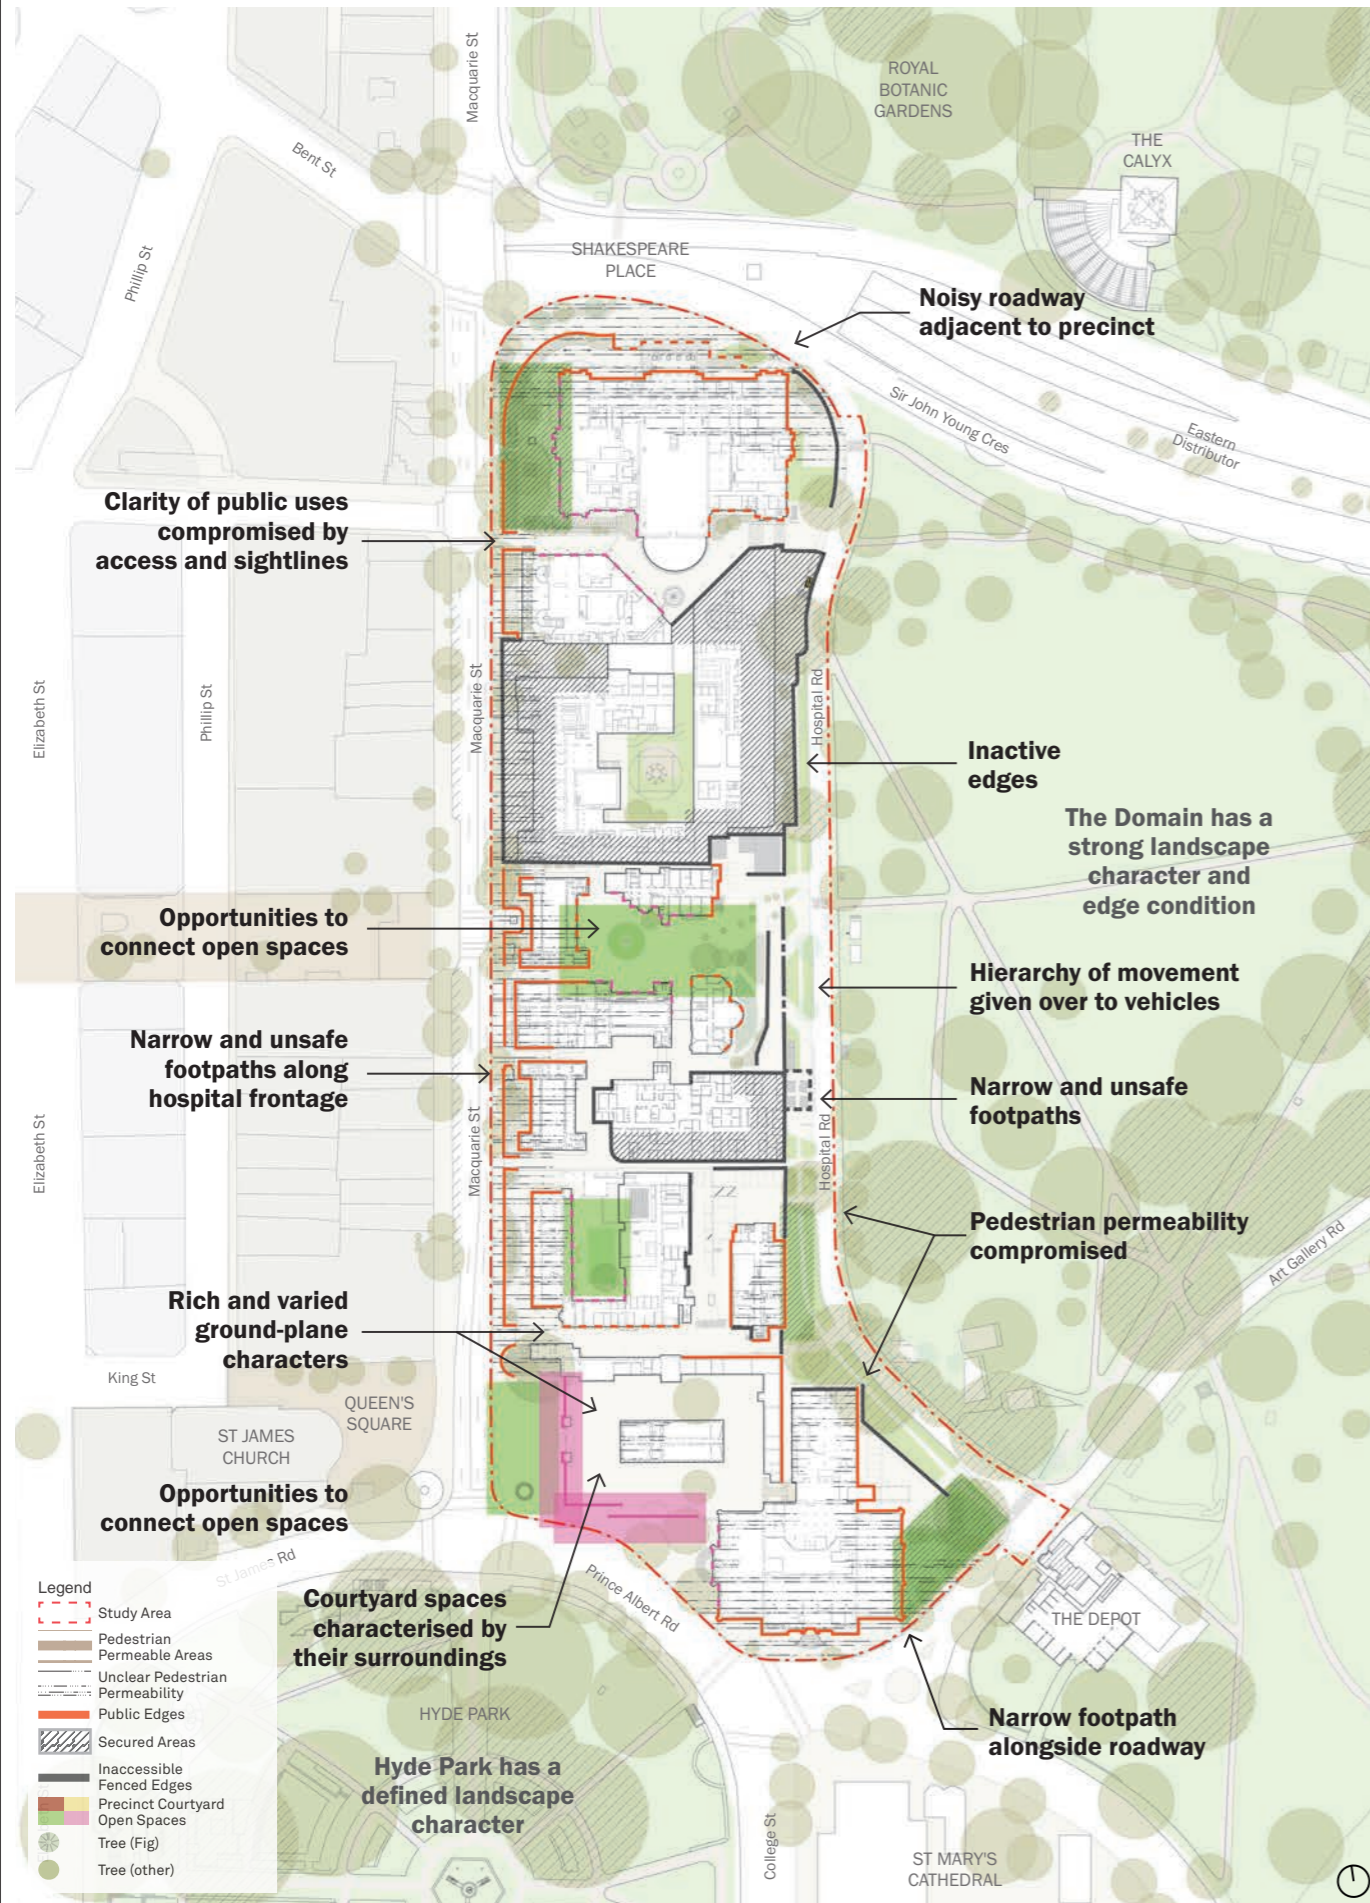 Macquarie St
ROYAL
BOTANIC
GARDENS
THE
CALYX
Bent St
Phillip St
SHAKESPEARE
PLACE
Noisy roadway
adjacent to precinct
Sir John Young Cres
Eastern
Distributor
Clarity of public uses
compromised by
access and sightlines
Elizabeth St
Phillip St
Macquarie St
Hospital Rd
Inactive
edges
The Domain has a
strong landscape
character and
edge condition
Opportunities to
connect open spaces
Hierarchy of movement
given over to vehicles
Narrow and unsafe
footpaths along
hospital frontage
Narrow and unsafe
footpaths
Elizabeth St
Macquarie St
Hospital Rd
Pedestrian permeability
compromised
Art Gallery Rd
Rich and varied
ground-plane
characters
King St
QUEEN'S
SQUARE
ST JAMES
CHURCH
Opportunities to
connect open spaces
St James Rd
Prince Albert Rd
Courtyard spaces
characterised by
their surroundings
THE DEPOT
Legend
Study Area
Pedestrian
Permeable Areas
Unclear Pedestrian
Permeability
Public Edges
Secured Areas
Inaccessible
Fenced Edges
Precinct Courtyard
Open Spaces
Tree (Fig)
Tree (other)
HYDE PARK
Hyde Park has a
defined landscape
character
Narrow footpath
alongside roadway
College St
ST MARY'S
CATHEDRAL